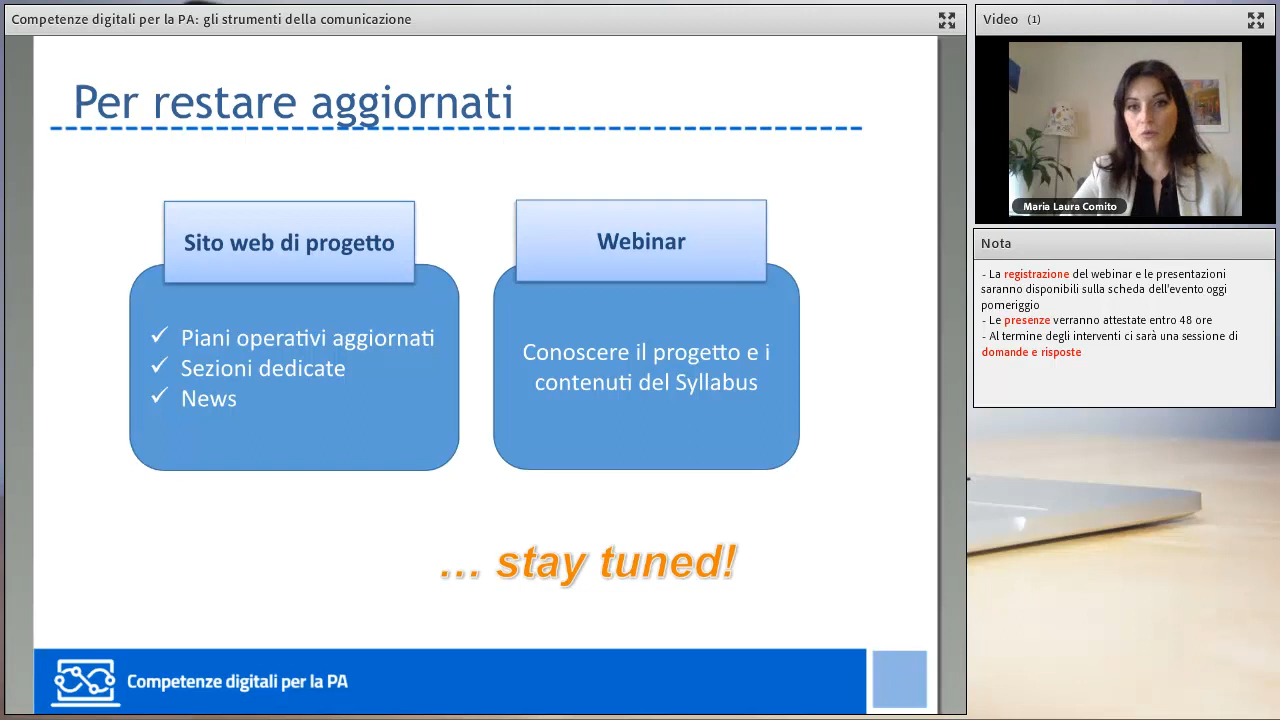 Competenze digitali per la PA: gli strumenti della comunicazione
Per restare aggiornati
Sito web di progetto
✓ Piani operativi aggiornati
✓ Sezioni dedicate
✓ News
Webinar
Conoscere il progetto e i
contenuti del Syllabus
... stay tuned!
Competenze digitali per la PA
Video (1)
Maria Laura Comito
Nota
- La registrazione del webinar e le presentazioni
saranno disponibili sulla scheda dell'evento oggi
pomeriggio
- Le presenze verranno attestate entro 48 ore
- Al termine degli interventi ci sarà una sessione di
domande e risposte